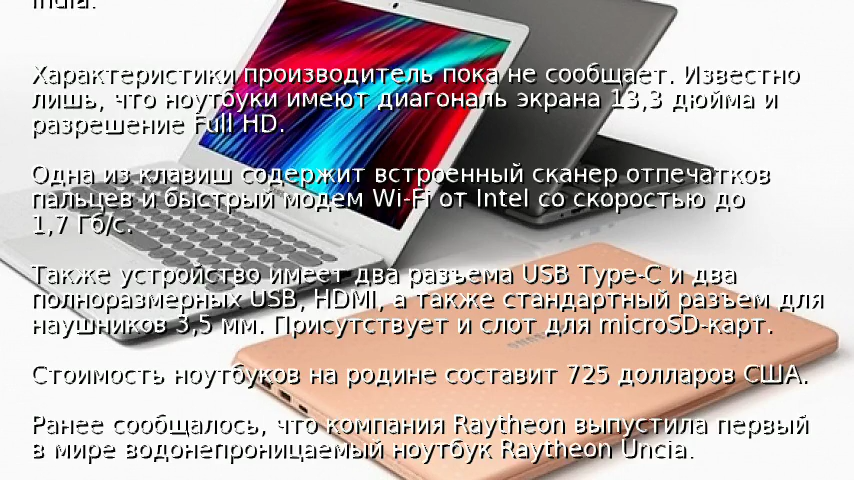 India.
Характеристики производитель пока не сообщает. Известно
лишь, что ноутбуки имеют диагональ экрана 13,3 дюйма и
разрешение Full HD.
Одна из клавиш содержит встроенный сканер отпечатков
пальцев и быстрый модем Wi-Fi от Intel со скоростью до
1,7 Гб/с.
Также устройство имеет два разъема USB Type-C и два
полноразмерных USB, HDMI, а также стандартный разъем для
наушников 3,5 мм. Присутствует и слот для microSD-карт.
Стоимость ноутбуков на родине составит 725 долларов США.
Ранее сообщалось, что компания Raytheon выпустила первый
в мире водонепроницаемый ноутбук Raytheon Uncia.